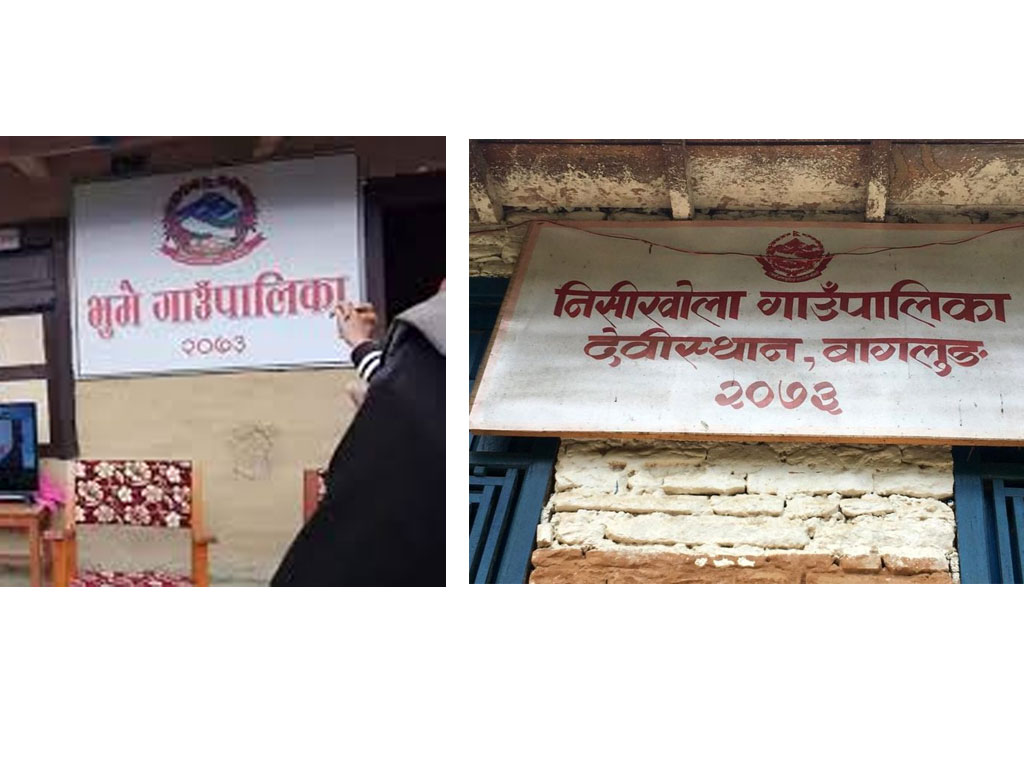 भुमे गाउँपालिका
२०७३
निसीखोला गाउँपालिका
देवीस्थान, बागलुङ
२०७३